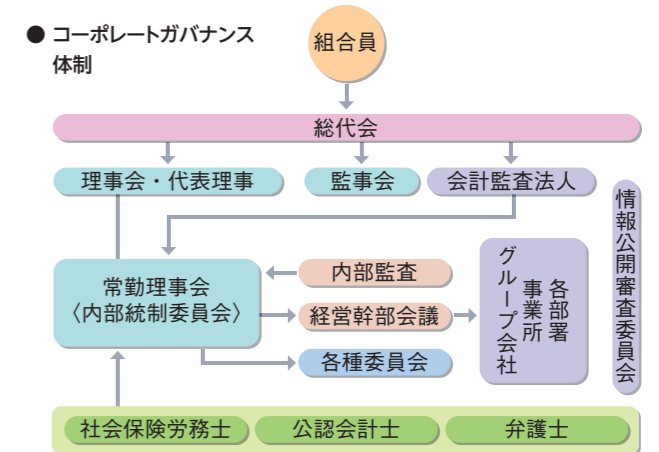 ● コーポレートガバナンス
体制
組合員
総代会
理事会・代表理事
監事会
会計監査法人
情報公開審査委員会
常勤理事会
〈内部統制委員会〉
内部監査
経営幹部会議
各種委員会
各部署
事業所
グループ会社
社会保険労務士
公認会計士
弁護士